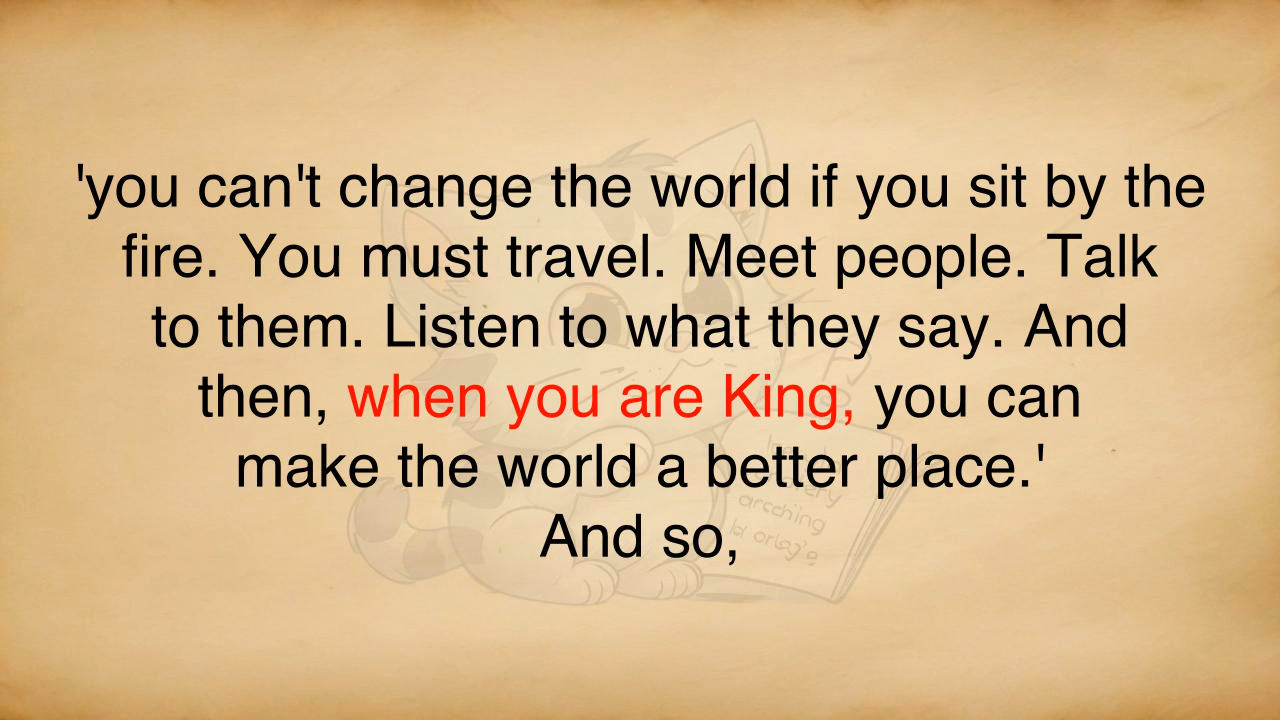 'you can't change the world if you sit by the
fire. You must travel. Meet people. Talk
to them. Listen to what they say. And
then, when you are King, you can
make the world a better place.'
And so,